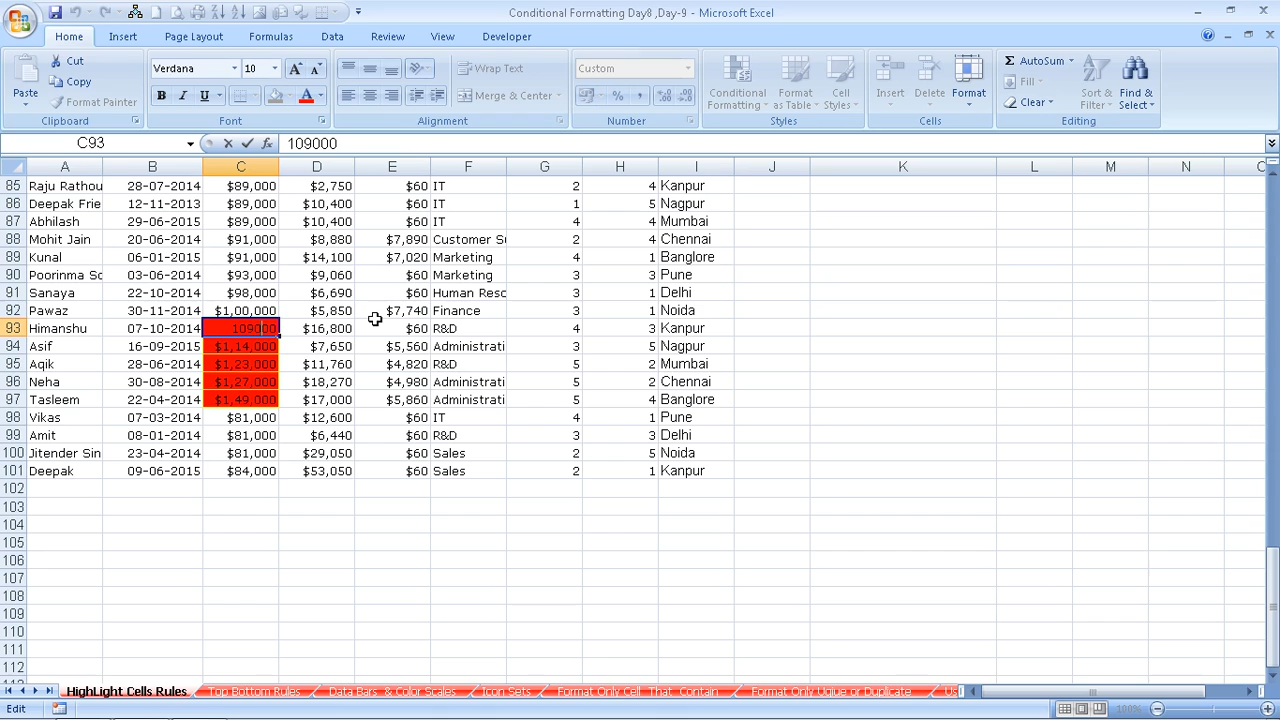 Conditional Formatting Day8 ,Day-9 - Microsoft Excel
Home Insert Page Layout Formulas Data Review View Developer
Paste Cut Copy Format Painter Clipboard
Verdana 10 B I U A Font
Wrap Text Merge & Center Alignment
Custom % , Number
Conditional Formatting Format as Table Cell Styles Styles
Insert Delete Format Cells
AutoSum Fill Clear Sort & Filter Find & Select Editing
C93 fx 109000
A B C D E F G H I J K L M N
85 Raju Rathou 28-07-2014 $89,000 $2,750 $60 IT 2 4 Kanpur
86 Deepak Frie 12-11-2013 $89,000 $10,400 $60 IT 1 5 Nagpur
87 Abhilash 29-06-2015 $89,000 $10,400 $60 IT 4 4 Mumbai
88 Mohit Jain 20-06-2014 $91,000 $8,880 $7,890 Customer Su 2 4 Chennai
89 Kunal 06-01-2015 $91,000 $14,100 $7,020 Marketing 4 1 Banglore
90 Poorinma Sc 03-06-2014 $93,000 $9,060 $60 Marketing 3 3 Pune
91 Sanaya 22-10-2014 $98,000 $6,690 $60 Human Resc 3 1 Delhi
92 Pawaz 30-11-2014 $1,00,000 $5,850 $7,740 Finance 3 1 Noida
93 Himanshu 07-10-2014 109000 $16,800 $60 R&D 4 3 Kanpur
94 Asif 16-09-2015 $1,14,000 $7,650 $5,560 Administrati 3 5 Nagpur
95 Aqik 28-06-2014 $1,23,000 $11,760 $4,820 R&D 5 2 Mumbai
96 Neha 30-08-2014 $1,27,000 $18,270 $4,980 Administrati 5 2 Chennai
97 Tasleem 22-04-2014 $1,49,000 $17,000 $5,860 Administrati 5 4 Banglore
98 Vikas 07-03-2014 $81,000 $12,600 $60 IT 4 1 Pune
99 Amit 08-01-2014 $81,000 $6,440 $60 R&D 3 3 Delhi
100 Jitender Sin 23-04-2014 $81,000 $29,050 $60 Sales 2 5 Noida
101 Deepak 09-06-2015 $84,000 $53,050 $60 Sales 2 1 Kanpur
102
103
104
105
106
107
108
109
110
111
112
HighLight Cells Rules Top Bottom Rules Data Bars & Color Scales Icon Sets Format Only Cell That Contain Format Only Uqiue or Duplicate Us
Edit 100%